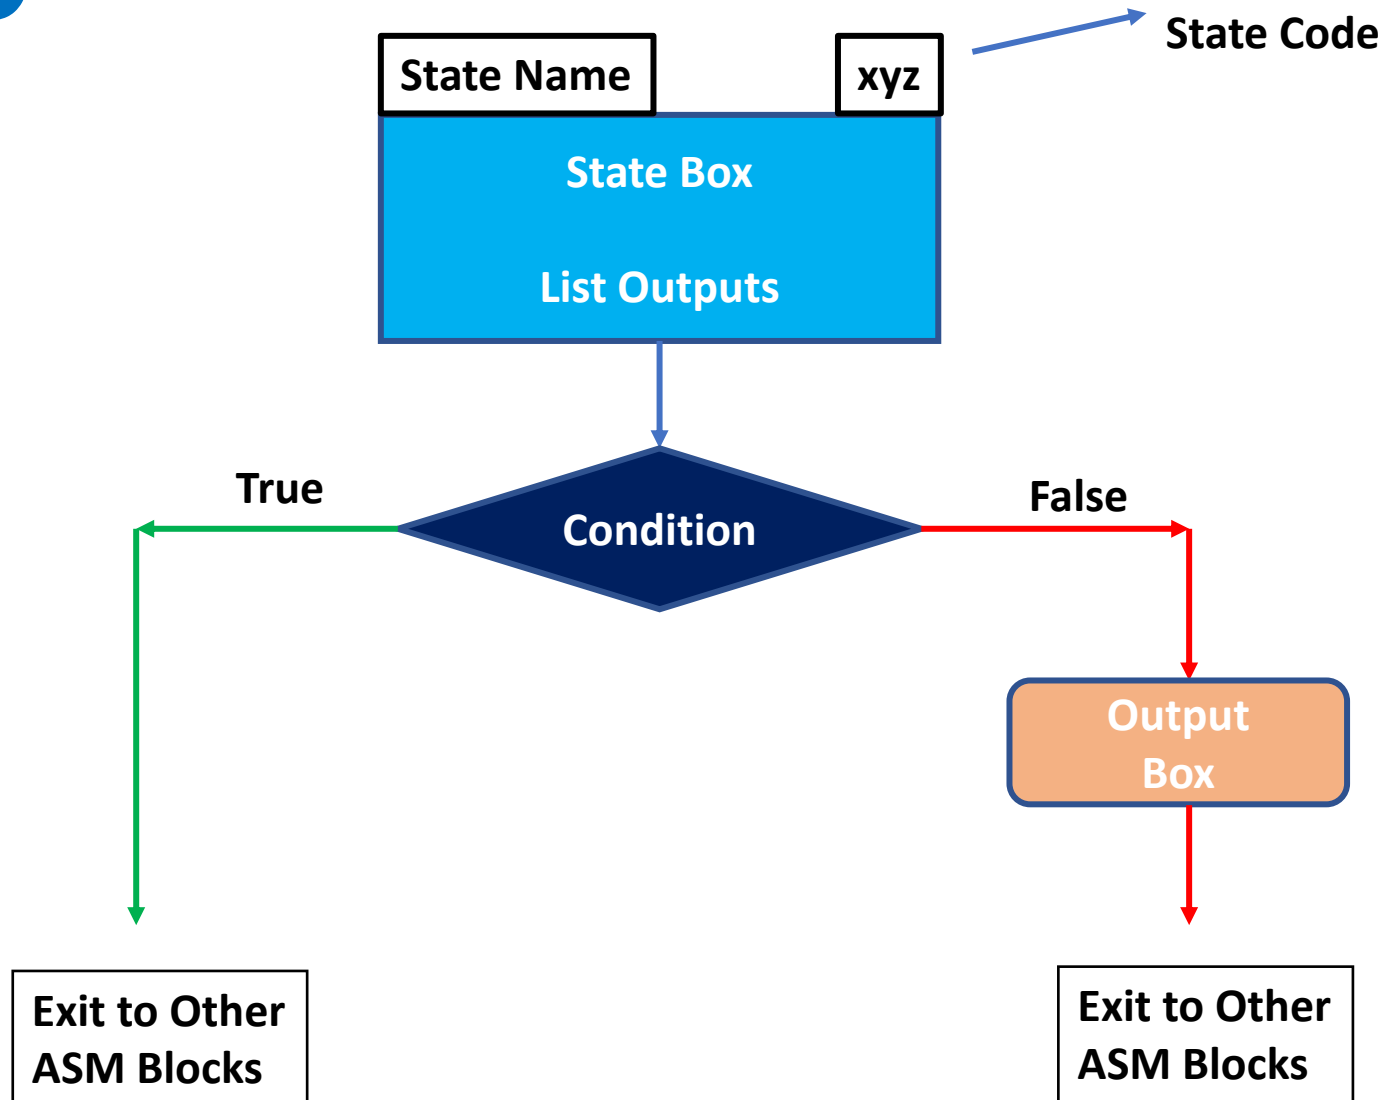 State Code
State Name
xyz
State Box
List Outputs
True
Condition
False
Output
Box
Exit to Other
ASM Blocks
Exit to Other
ASM Blocks